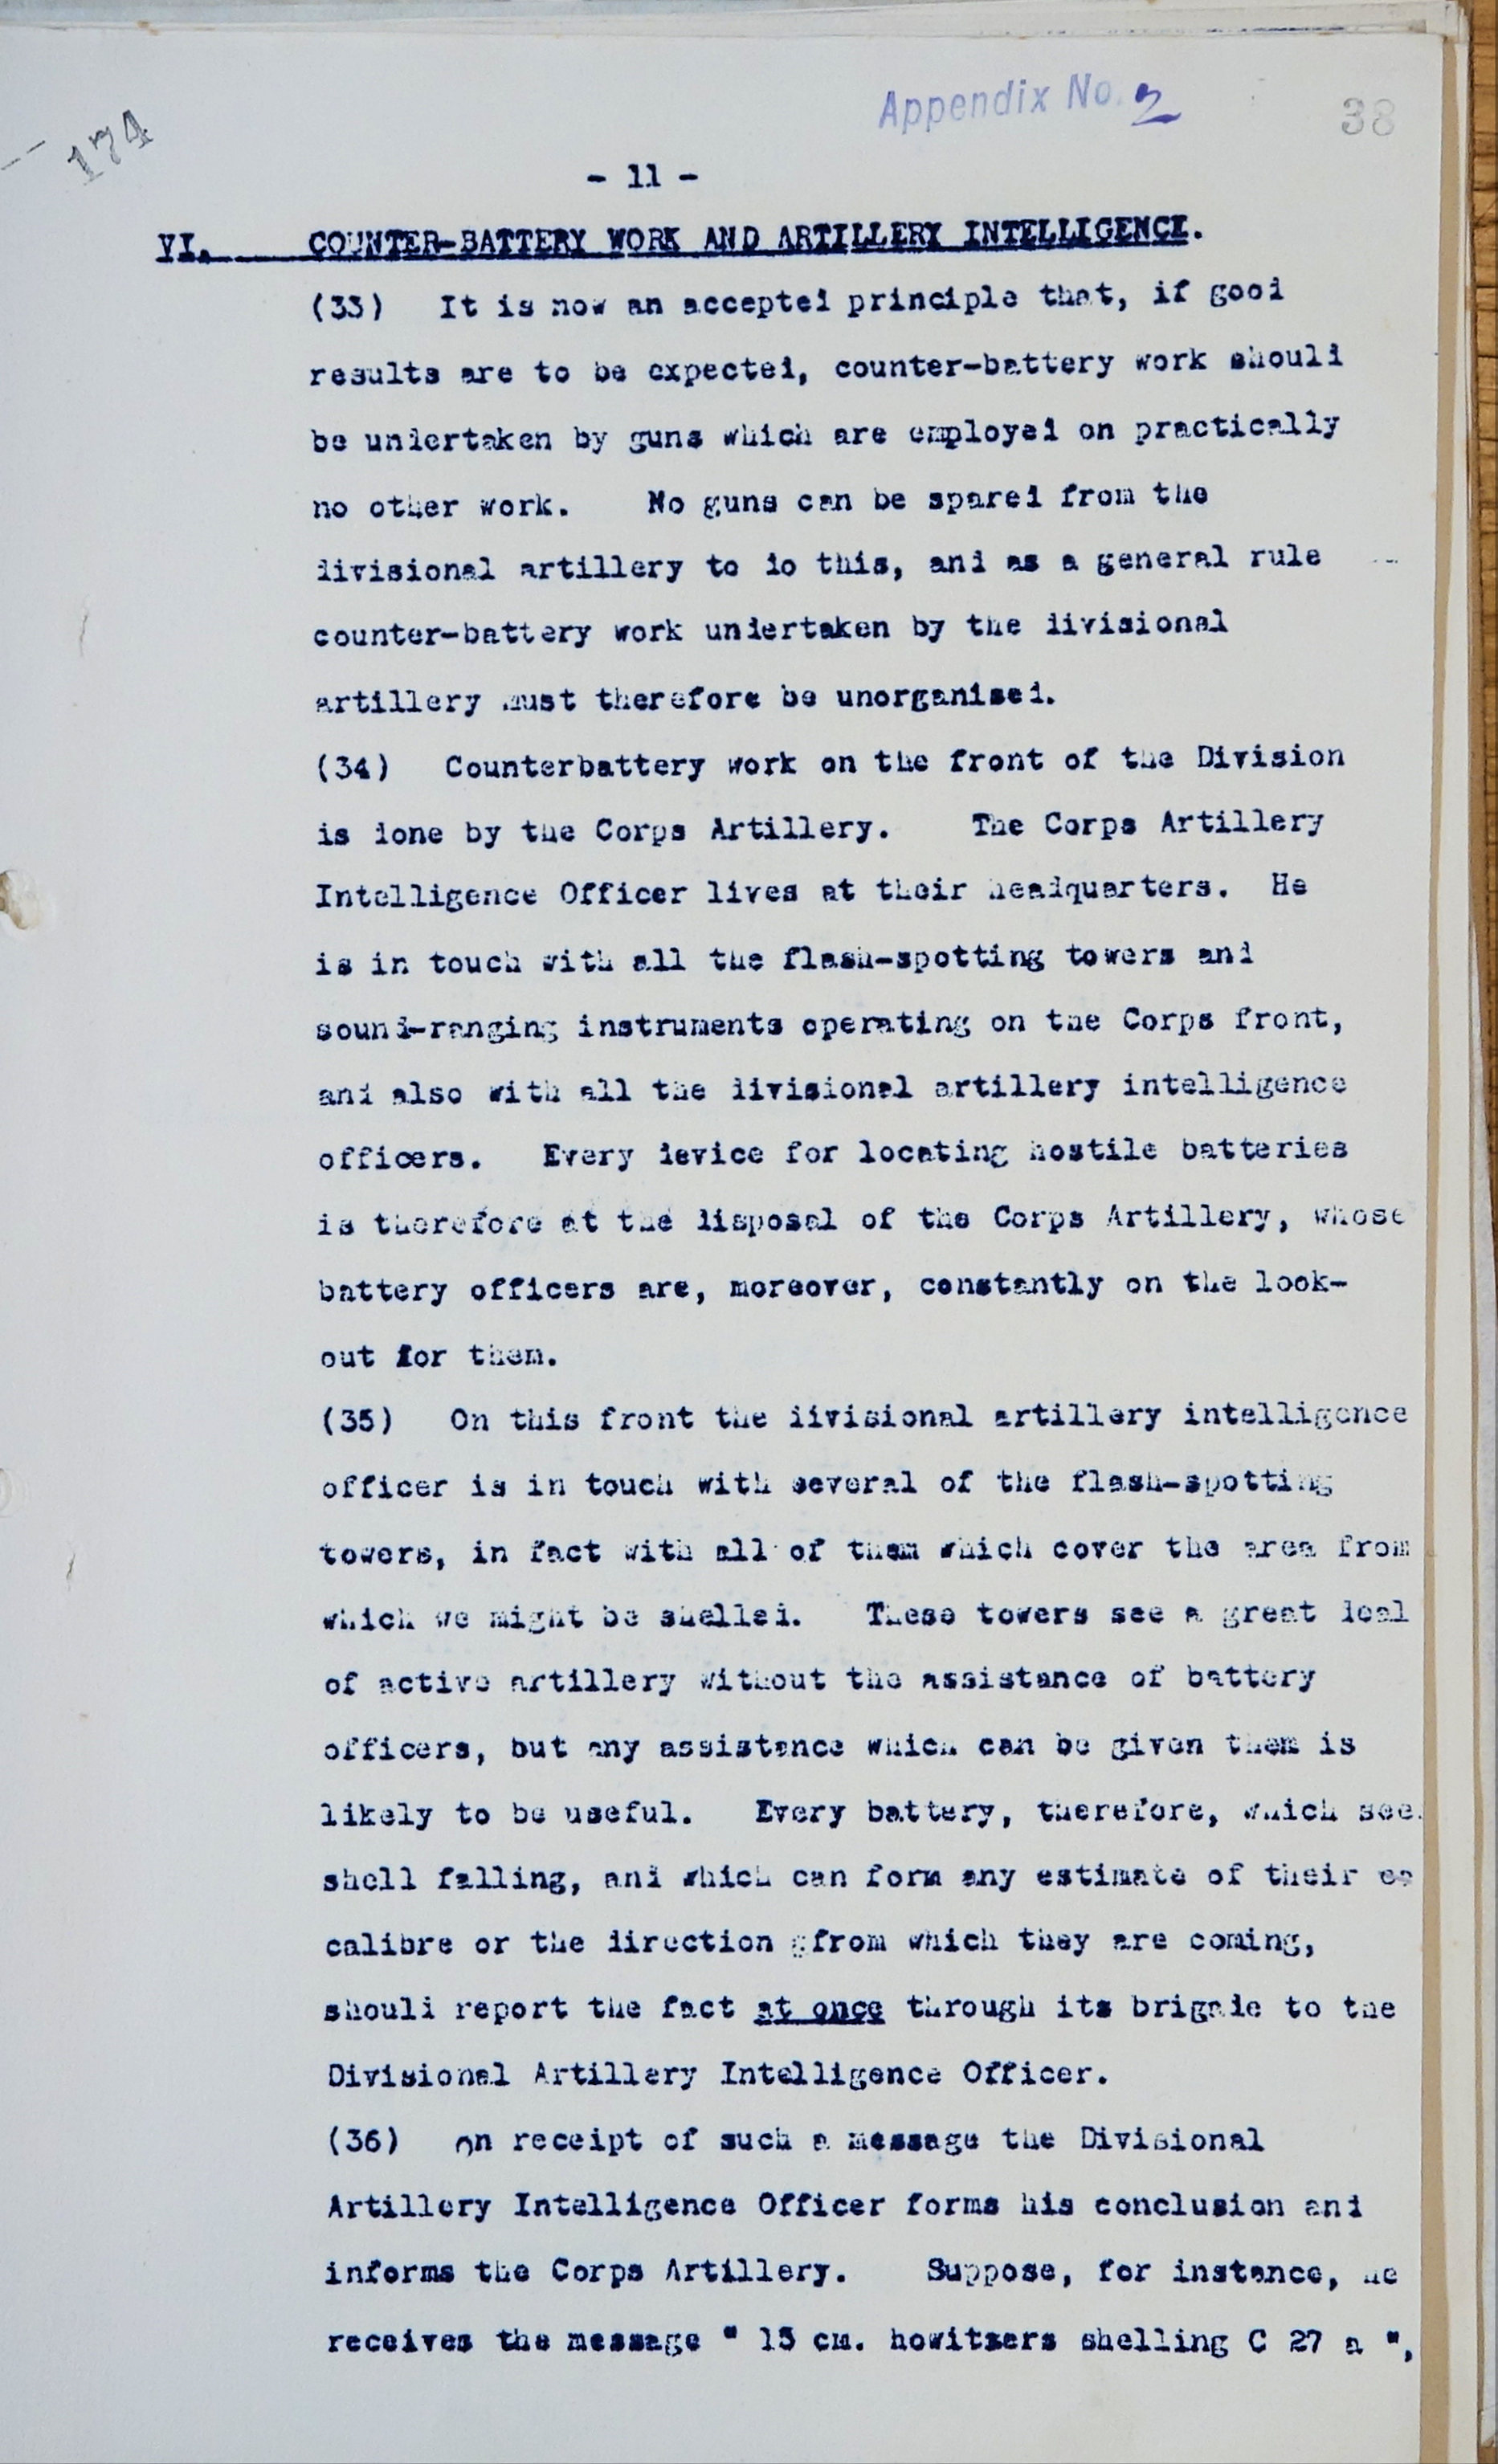 Appendix No. 2
38
174
- 11 -
VI. COUNTER-BATTERY WORK AND ARTILLERY INTELLIGENCE.
(33) It is now an accepted principle that, if good
results are to be expected, counter-battery work should
be undertaken by guns which are employed on practically
no other work. No guns can be spared from the
divisional artillery to do this, and as a general rule
counter-battery work undertaken by the divisional
artillery must therefore be unorganised.
(34) Counterbattery work on the front of the Division
is done by the Corps Artillery. The Corps Artillery
Intelligence Officer lives at their headquarters. He
is in touch with all the flash-spotting towers and
sound-ranging instruments operating on the Corps front,
and also with all the divisional artillery intelligence
officers. Every device for locating hostile batteries
is therefore at the disposal of the Corps Artillery, whose
battery officers are, moreover, constantly on the look-
out for them.
(35) On this front the divisional artillery intelligence
officer is in touch with several of the flash-spotting
towers, in fact with all of them which cover the area from
which we might be shelled. These towers see a great deal
of active artillery without the assistance of battery
officers, but any assistance which can be given them is
likely to be useful. Every battery, therefore, which see
shell falling, and which can form any estimate of their
calibre or the direction from which they are coming,
should report the fact at once through its brigade to the
Divisional Artillery Intelligence Officer.
(36) On receipt of such a message the Divisional
Artillery Intelligence Officer forms his conclusion and
informs the Corps Artillery. Suppose, for instance, he
receives the message " 15 cm. howitzers shelling C 27 a ",